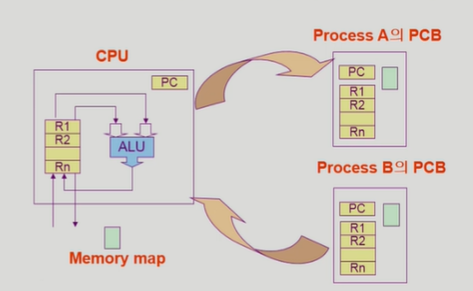 CPU
PC
R1
R2
Rn
ALU
Memory map
Process A의 PCB
PC
R1
R2
Rn
Process B의 PCB
PC
R1
R2
Rn